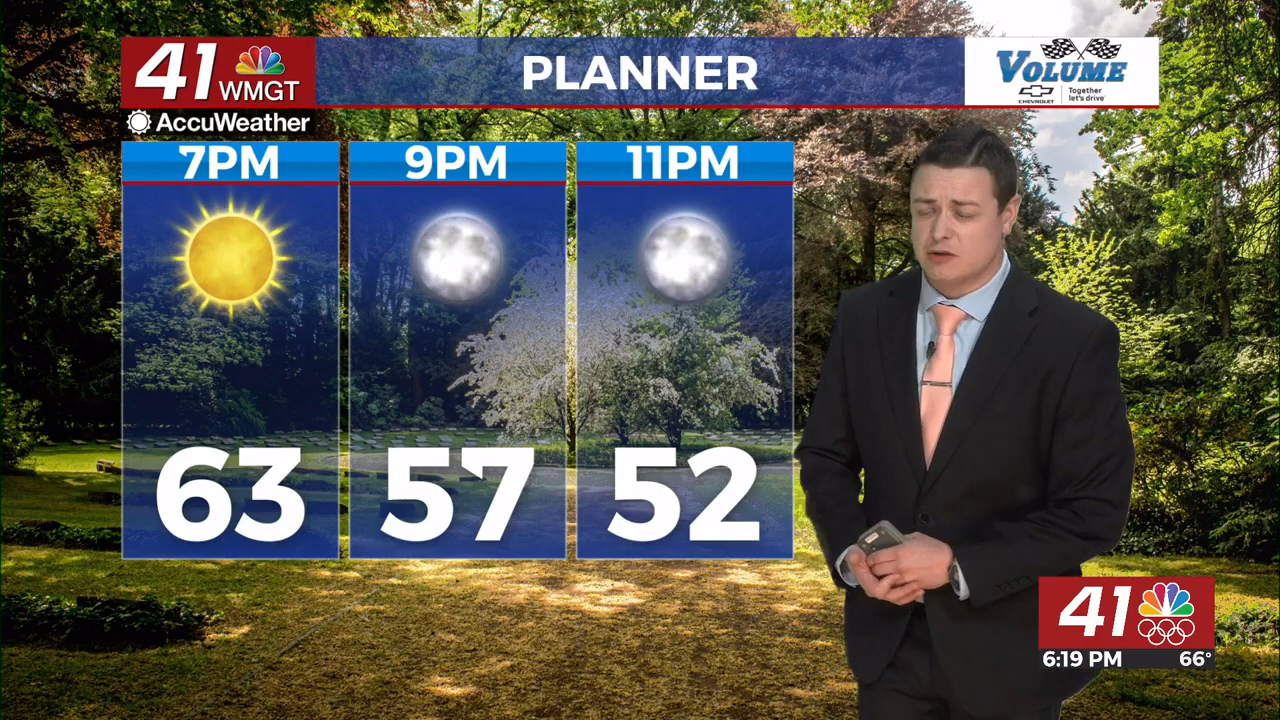 41
WMGT
AccuWeather
PLANNER
VOLUME
CHEVROLET
Together
let's drive
7PM
9PM
11PM
63
57
52
41
6:19 PM
66°